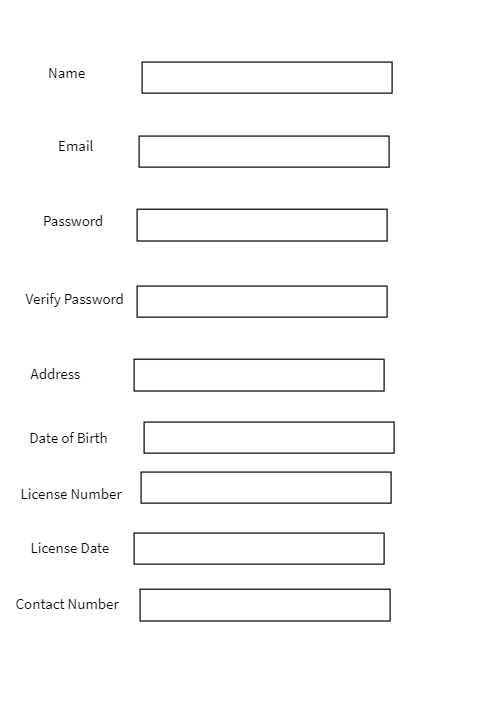 Name
Email
Password
Verify Password
Address
Date of Birth
License Number
License Date
Contact Number